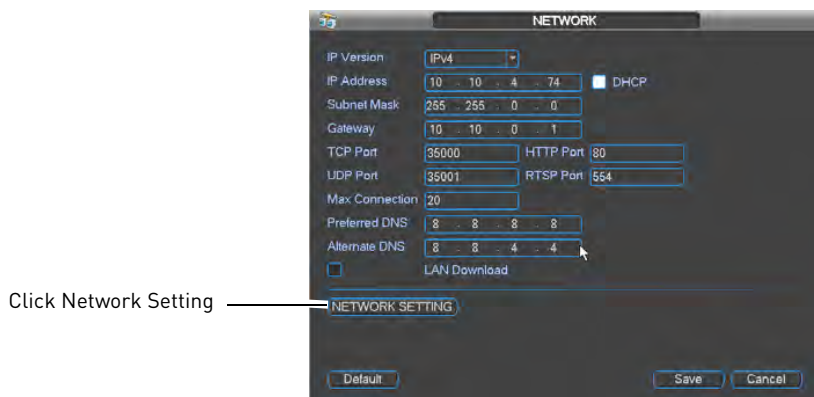 NETWORK
IP Version IPv4
IP Address 10 . 10 . 4 . 74 DHCP
Subnet Mask 255 . 255 . 0 . 0
Gateway 10 . 10 . 0 . 1
TCP Port 35000 HTTP Port 80
UDP Port 35001 RTSP Port 554
Max Connection 20
Preferred DNS 8 . 8 . 8 . 8
Alternate DNS 8 . 8 . 4 . 4
LAN Download
Click Network Setting
NETWORK SETTING
Default Save Cancel